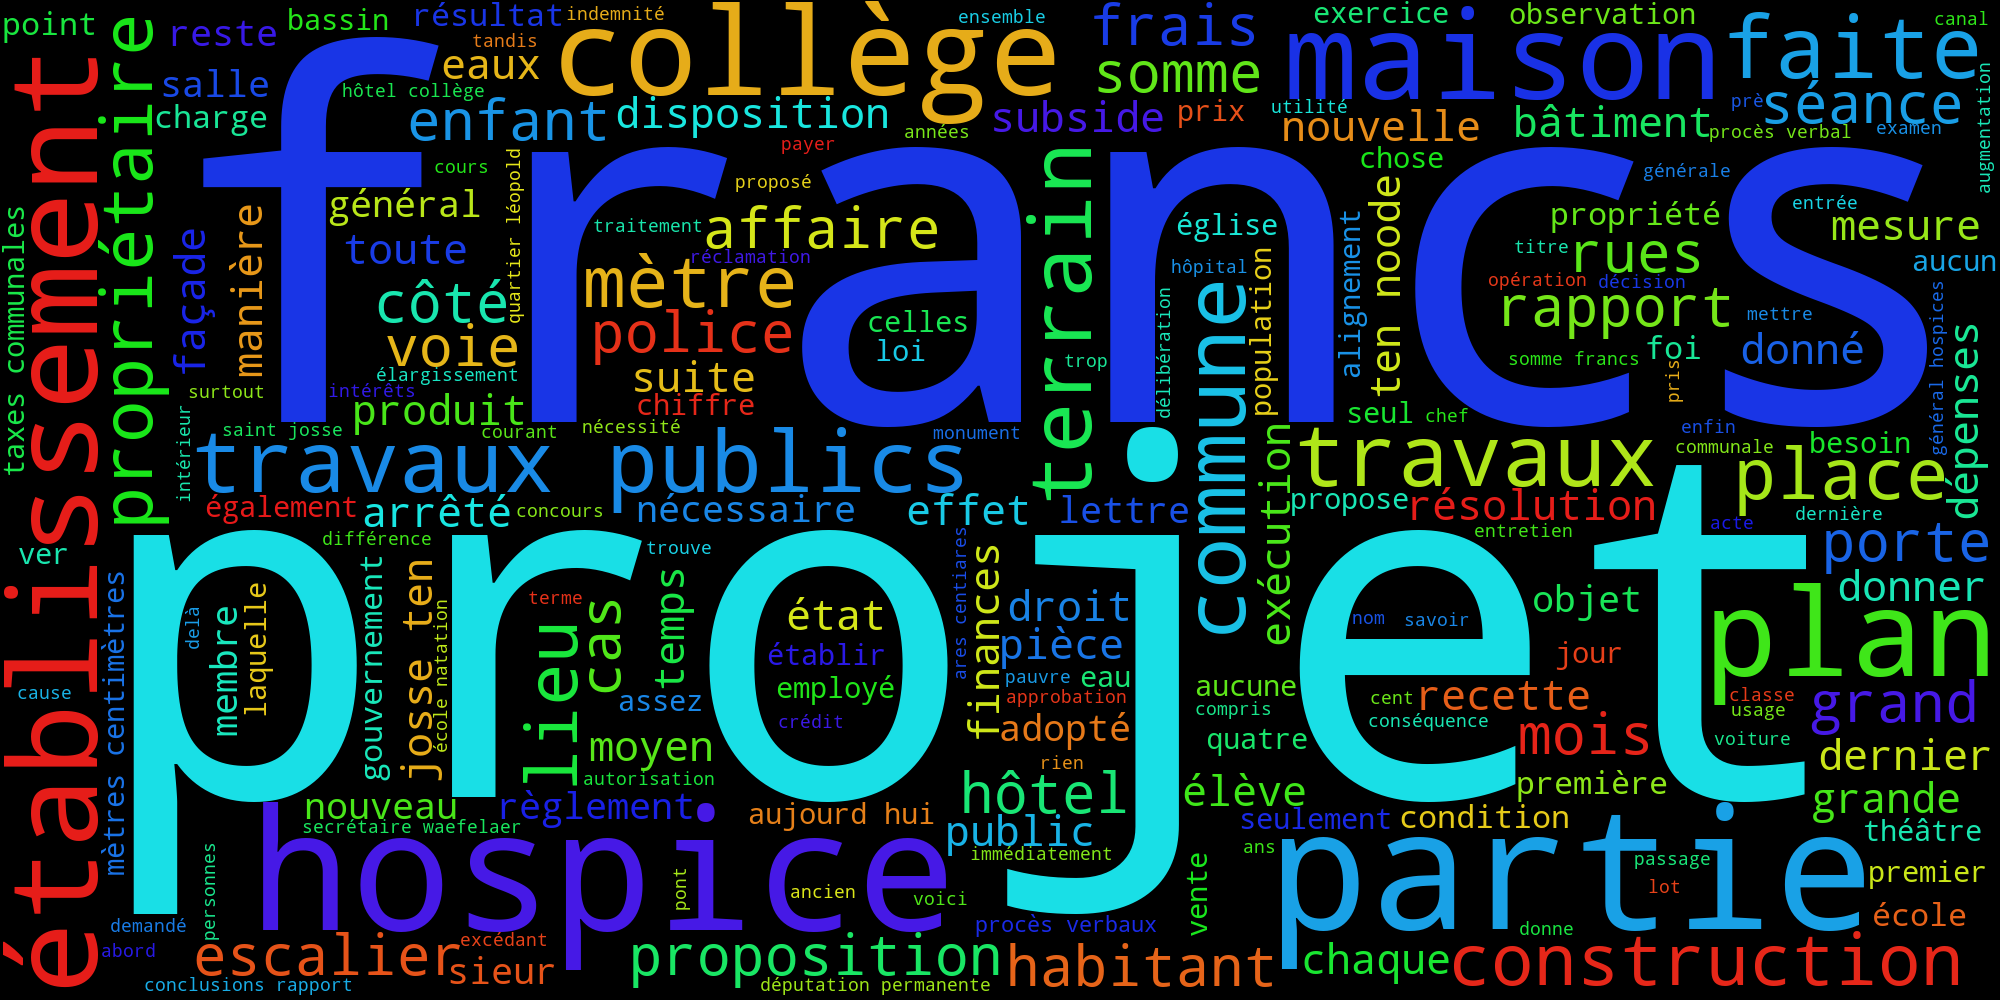 francs
projet
collège
maison
hospice
partie
établissement
propriétaire
travaux publics
travaux
plan
terrain
commune
construction
habitant
proposition
escalier
sieur
point
reste
bassin
résultat
indemnité
tandis
eaux
ensemble
frais
somme
exercice
observation
canal
faite
séance
salle
charge
hôtel collège
enfant
disposition
années
subside
prix
utilité
nouvelle
prè
bâtiment
procès verbal
examen
augmentation
payer
cours
quartier léopold
proposé
chose
générale
général
traitement
affaire
réclamation
toute
manière
façade
taxes communales
mètre
côté
police
voie
celles
loi
église
hôpital
population
alignement
ten noode
propriété
titre
rues
opération
décision
entrée
mesure
aucun
général hospices
rapport
mettre
somme francs
foi
donné
dépenses
délibération
trop
élargissement
suite
surtout
intérêts
produit
chiffre
seul
chef
pris
intérieur
saint josse
courant
nécessité
monument
enfin
communale
besoin
place
exécution
également
arrêté
concours
nécessaire
effet
lettre
propose
résolution
acte
dernière
entretien
porte
ver
différence
trouve
mètres centimètres
delà
membre
laquelle
gouvernement
josse ten
école natation
terme
lieu
cas
temps
état
établir
employé
crédit
ares centiares
finances
droit
pièce
pauvre
eau
approbation
adopté
nom
savoir
objet
donner
jour
cause
assez
aucune
compris
cent
recette
conséquence
classe
usage
grand
quatre
mois
voiture
moyen
autorisation
rien
dernier
hôtel
élève
première
grande
nouveau
règlement
aujourd hui
secrétaire waefelaer
public
immédiatement
seulement
condition
théâtre
ans
passage
lot
premier
personnes
pont
ancien
voici
vente
demandé
abord
excédant
procès verbaux
donne
école
chaque
conclusions rapport
députation permanente